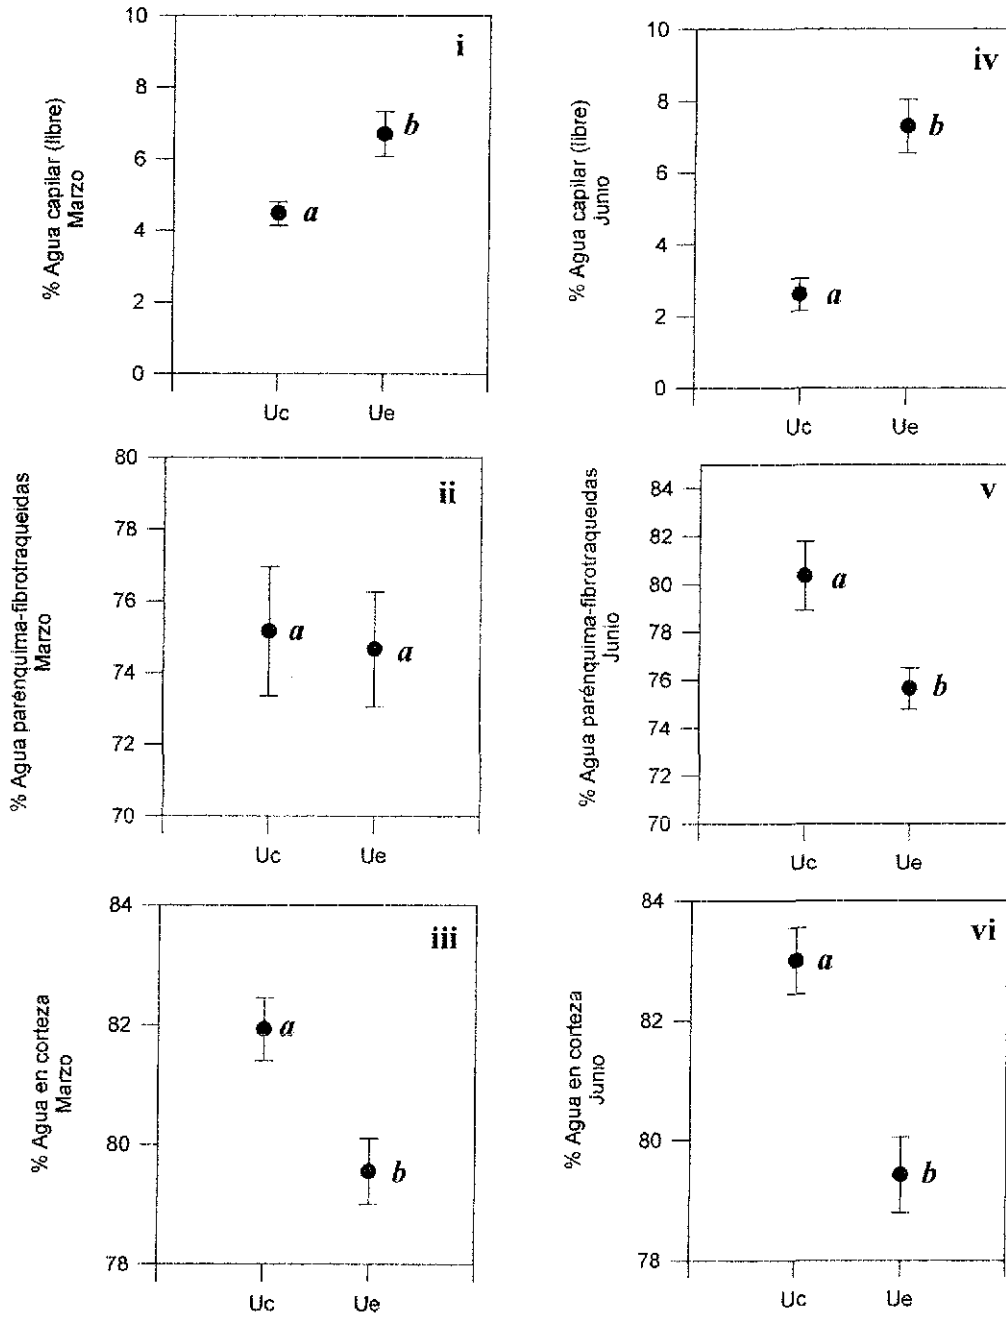 % Agua capilar (libre)
Marzo
10
8
6
4
2
0
i
b
a
Uc
Ue
% Agua capilar (libre)
Junio
10
8
6
4
2
0
iv
b
a
Uc
Ue
% Agua parénquima-fibrotraqueidas
Marzo
80
78
76
74
72
70
ii
a
a
Uc
Ue
% Agua parénquima-fibrotraqueidas
Junio
84
82
80
78
76
74
72
70
v
a
b
Uc
Ue
% Agua en corteza
Marzo
84
82
80
78
iii
a
b
Uc
Ue
% Agua en corteza
Junio
84
82
80
78
vi
a
b
Uc
Ue